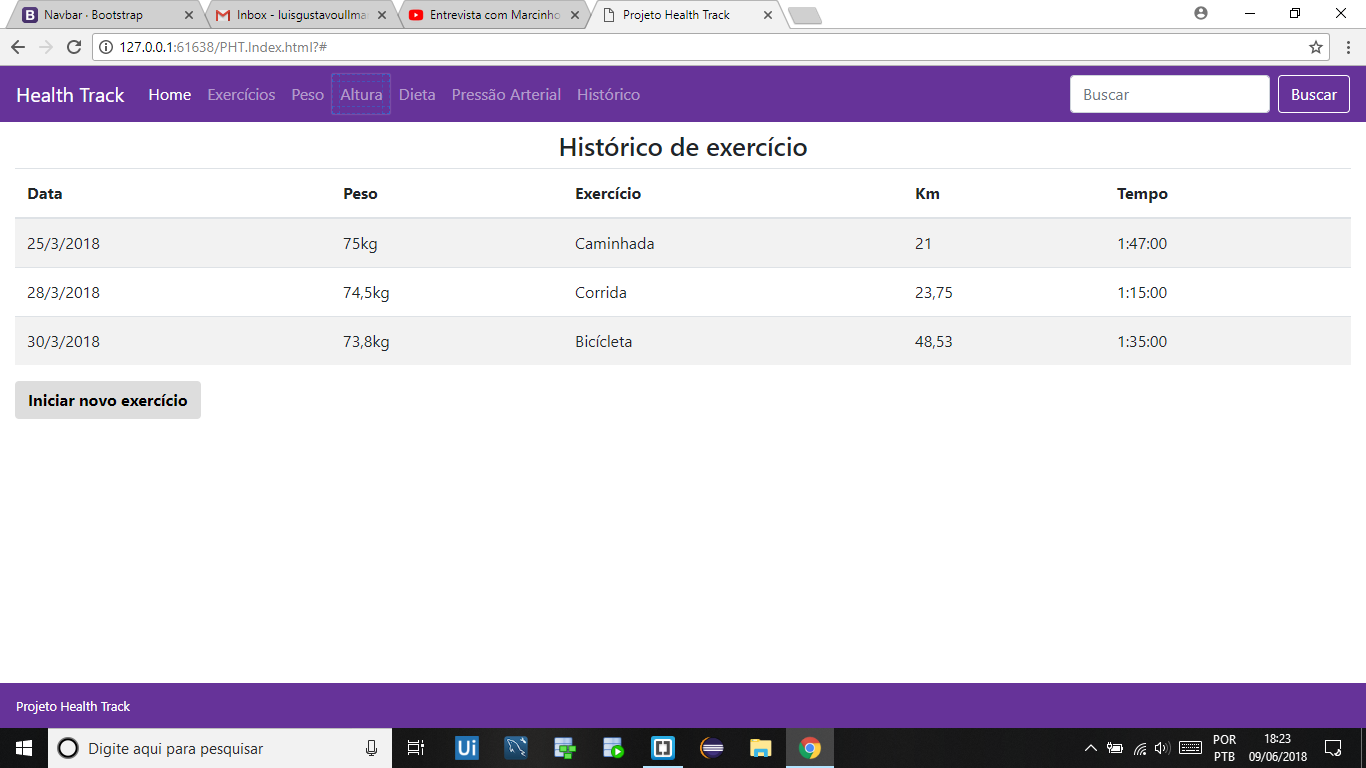 Navbar · Bootstrap Inbox - luisgustavoullma Entrevista com Marcinho Projeto Health Track
127.0.0.1:61638/PHT.Index.html?#
Health Track Home Exercícios Peso Altura Dieta Pressão Arterial Histórico Buscar Buscar
Histórico de exercício
Data Peso Exercício Km Tempo
25/3/2018 75kg Caminhada 21 1:47:00
28/3/2018 74,5kg Corrida 23,75 1:15:00
30/3/2018 73,8kg Bicícleta 48,53 1:35:00
Iniciar novo exercício
Projeto Health Track
Digite aqui para pesquisar Ui POR 18:23
PTB 09/06/2018